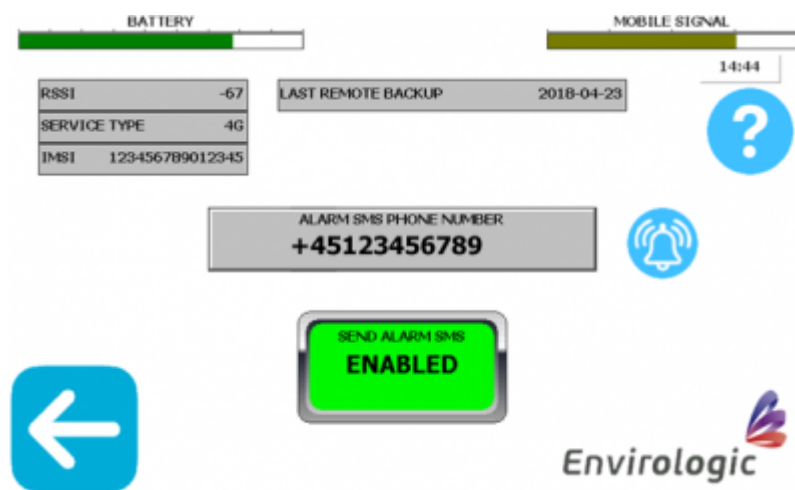 BATTERY
MOBILE SIGNAL
14:44
RSSI -67
LAST REMOTE BACKUP 2018-04-23
SERVICE TYPE 4G
IMSI 123456789012345
?
ALARM SMS PHONE NUMBER
+45123456789
SEND ALARM SMS
ENABLED
Envirologic